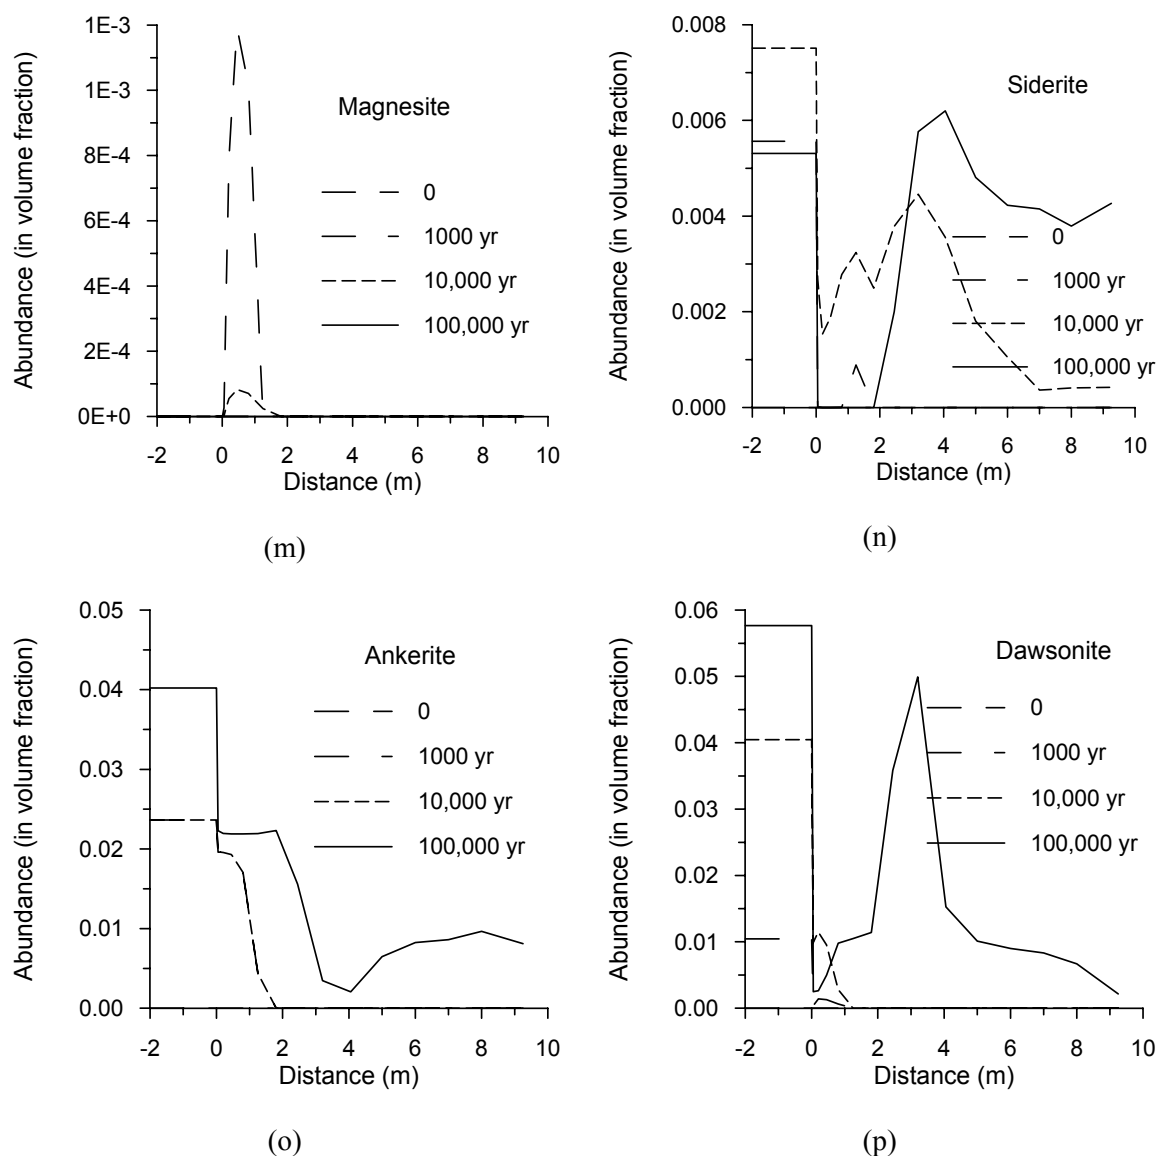 Abundance (in volume fraction)
1E-3
1E-3
8E-4
6E-4
4E-4
2E-4
0E+0
Magnesite
0
1000 yr
10,000 yr
100,000 yr
-2 0 2 4 6 8 10
Distance (m)
(m)
Abundance (in volume fraction)
0.008
0.006
0.004
0.002
0.000
Siderite
0
1000 yr
10,000 yr
100,000 yr
-2 0 2 4 6 8 10
Distance (m)
(n)
Abundance (in volume fraction)
0.05
0.04
0.03
0.02
0.01
0.00
Ankerite
0
1000 yr
10,000 yr
100,000 yr
-2 0 2 4 6 8 10
Distance (m)
(o)
Abundance (in volume fraction)
0.06
0.05
0.04
0.03
0.02
0.01
0.00
Dawsonite
0
1000 yr
10,000 yr
100,000 yr
-2 0 2 4 6 8 10
Distance (m)
(p)